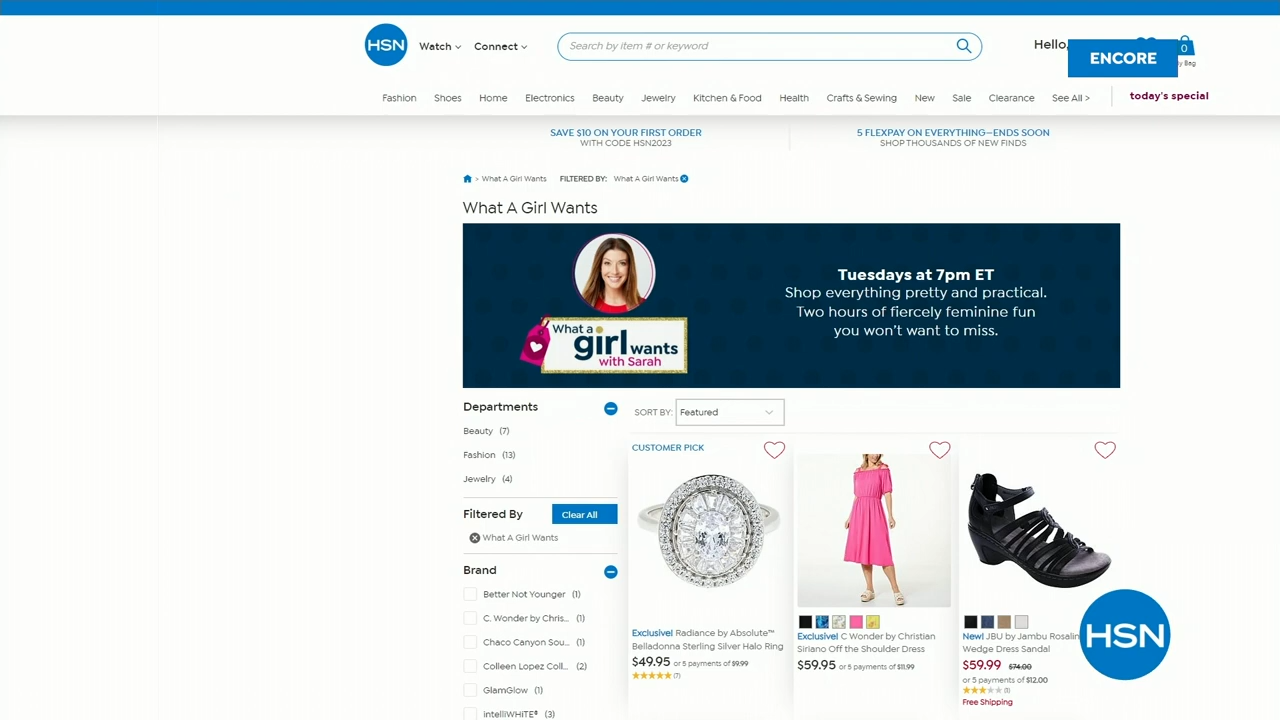 HSN
Watch
Connect
Search by item # or keyword
Hello,
ENCORE
0
Bag
Fashion
Shoes
Home
Electronics
Beauty
Jewelry
Kitchen & Food
Health
Crafts & Sewing
New
Sale
Clearance
See All >
today's special
SAVE $10 ON YOUR FIRST ORDER
WITH CODE HSN2023
5 FLEXPAY ON EVERYTHING—ENDS SOON
SHOP THOUSANDS OF NEW FINDS
> What A Girl Wants
FILTERED BY:
What A Girl Wants
What A Girl Wants
What a
girl wants
with Sarah
Tuesdays at 7pm ET
Shop everything pretty and practical.
Two hours of fiercely feminine fun
you won't want to miss.
Departments
Beauty (7)
Fashion (13)
Jewelry (4)
Filtered By
Clear All
What A Girl Wants
Brand
Better Not Younger (1)
C. Wonder by Chris... (1)
Chaco Canyon Sou... (1)
Colleen Lopez Coll... (2)
GlamGlow (1)
intelliWHiTE® (3)
SORT BY:
Featured
CUSTOMER PICK
Exclusive! Radiance by Absolute™
Belladonna Sterling Silver Halo Ring
$49.95 or 5 payments of $9.99
(7)
Exclusive! C Wonder by Christian
Siriano Off the Shoulder Dress
$59.95 or 5 payments of $11.99
New! JBU by Jambu Rosalin
Wedge Dress Sandal
$59.99 $74.00
or 5 payments of $12.00
Free Shipping
HSN